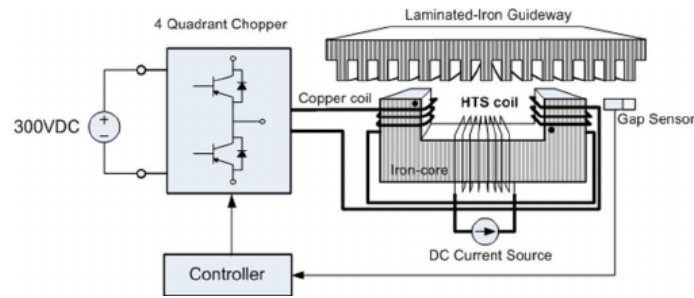 Laminated-Iron Guideway
4 Quadrant Chopper
Copper coil
HTS coil
Gap Sensor
300VDC
Iron-core
DC Current Source
Controller